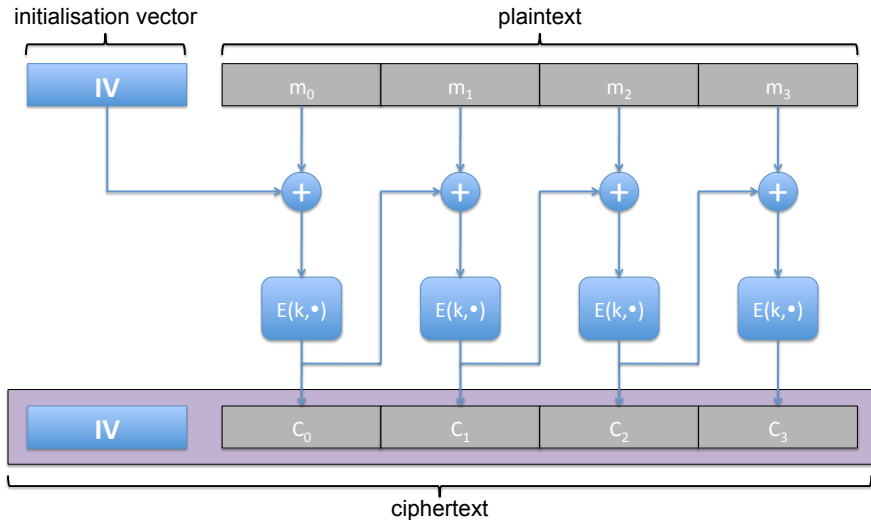 initialisation vector
plaintext
IV
m₀
m₁
m₂
m₃
+
+
+
+
E(k,•)
E(k,•)
E(k,•)
E(k,•)
IV
C₀
C₁
C₂
C₃
ciphertext